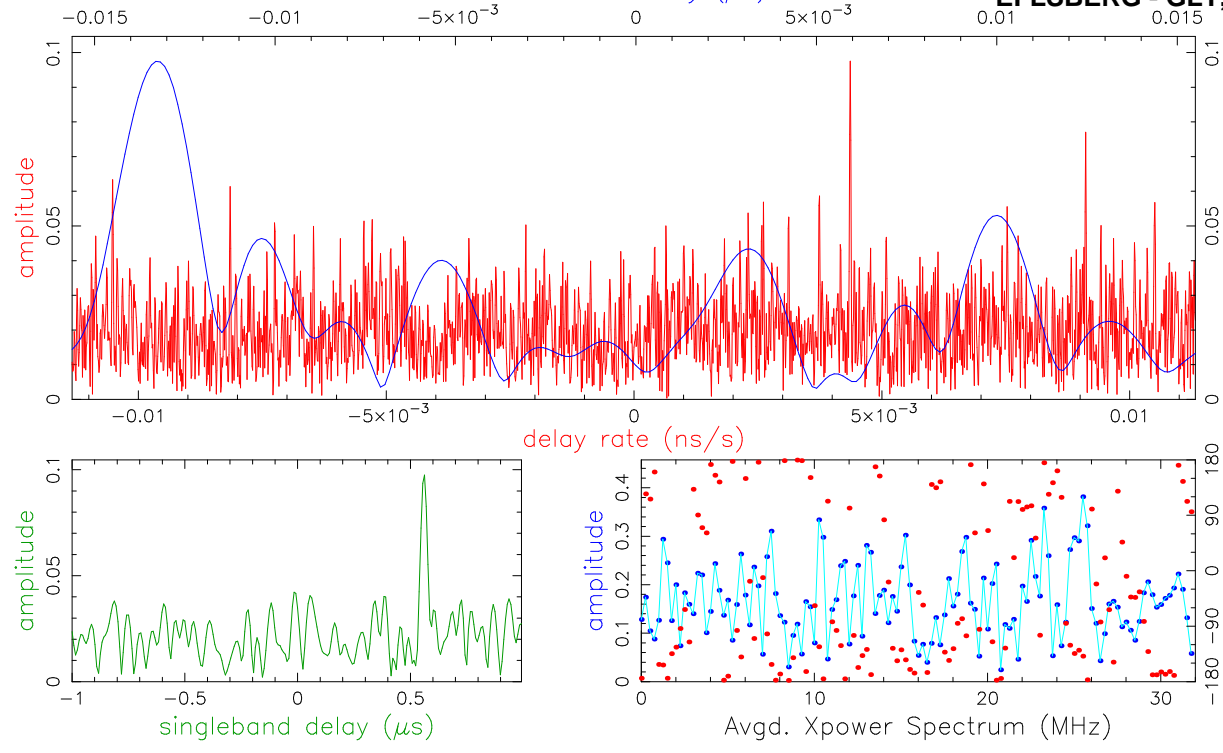 −0.015 −0.01 −5×10⁻³ 0 5×10⁻³ 0.01 0.015
0.1 0.1
amplitude
0.05 0.05
0 0
−0.01 −5×10⁻³ 0 5×10⁻³ 0.01
delay rate (ns/s)
0.1
amplitude
0.05
0
−1 −0.5 0 0.5
singleband delay (μs)
0.4 180
0.3 90
amplitude
0.2 0
0.1 −90
0 −180
0 10 20 30
Avgd. Xpower Spectrum (MHz)